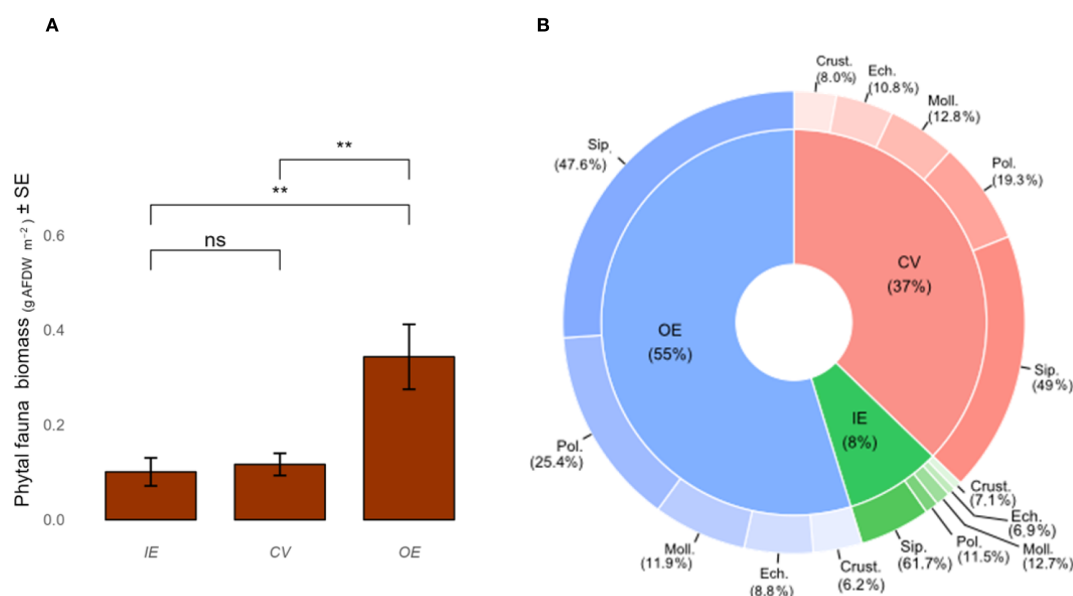 A
B
Phytal fauna biomass (g AFDW m⁻²) ± SE
0.6
0.4
0.2
0.0
**
**
ns
IE
CV
OE
Crust.
(8.0%)
Ech.
(10.8%)
Moll.
(12.8%)
Pol.
(19.3%)
Sip.
(49%)
CV
(37%)
OE
(55%)
IE
(8%)
Sip.
(47.6%)
Pol.
(25.4%)
Moll.
(11.9%)
Ech.
(8.8%)
Crust.
(6.2%)
Sip.
(61.7%)
Pol.
(11.5%)
Moll.
(12.7%)
Ech.
(6,9%)
Crust.
(7.1%)